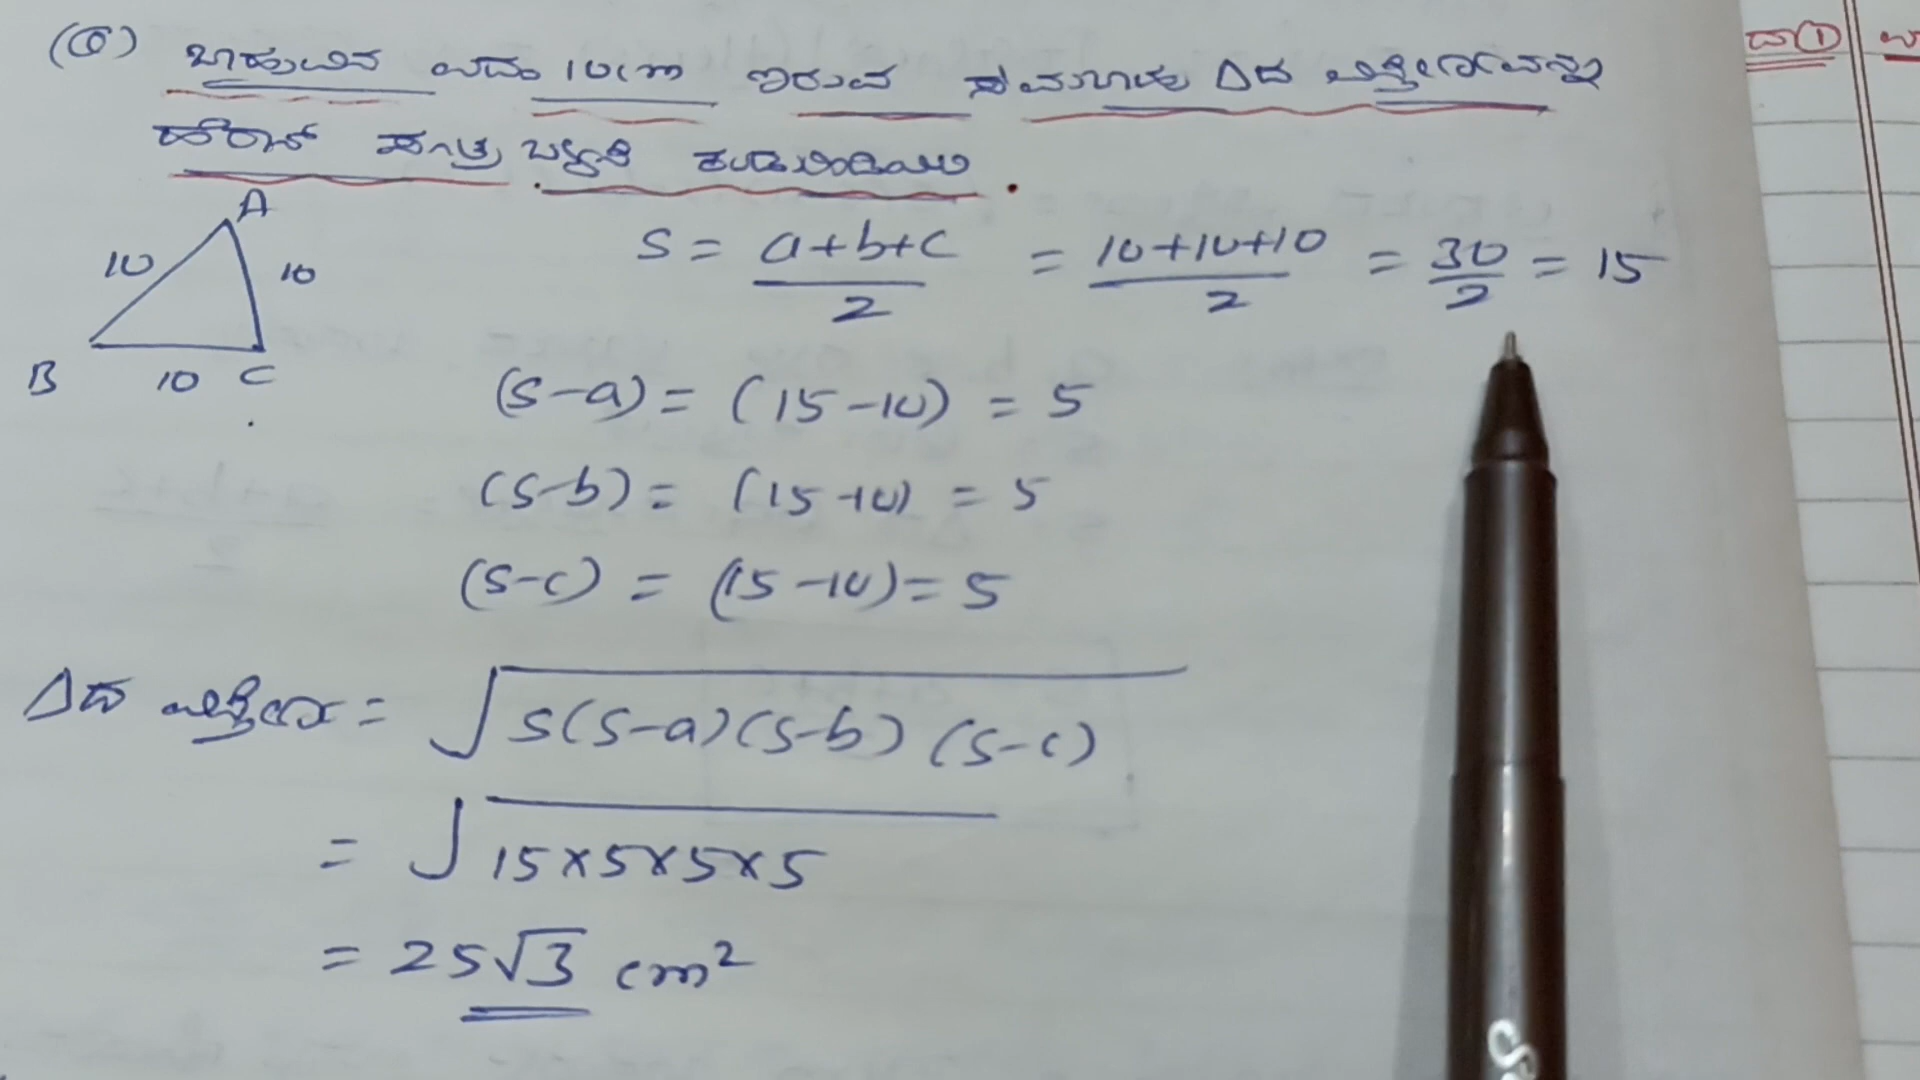 (6) ಬಾಹುವಿನ ಉದ್ದ 10cm ಇರುವ ಸಮಬಾಹು Δದ ವಿಸ್ತೀರ್ಣವನ್ನು
ಹೆರಾನ್ ಸೂತ್ರ ಬಳಸಿ ಕಂಡುಹಿಡಿಯಿರಿ.
A
10 10
B 10 C
S = a+b+c/2 = 10+10+10/2 = 30/2 = 15
(S-a) = (15-10) = 5
(S-b) = (15-10) = 5
(S-c) = (15-10) = 5
Δದ ವಿಸ್ತೀರ್ಣ = √S(S-a)(S-b)(S-c)
= √15×5×5×5
= 25√3 cm²